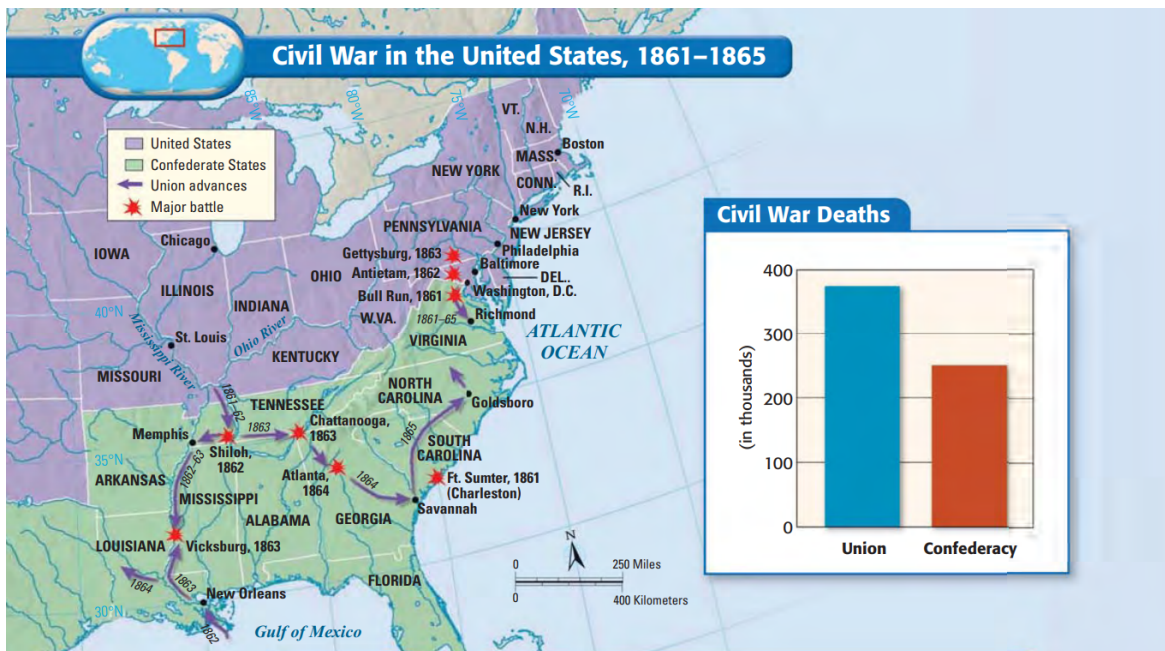 Civil War in the United States, 1861–1865
85°W
80°W
75°W
70°W
United States
Confederate States
Union advances
Major battle
VT.
N.H.
Boston
MASS.
NEW YORK
CONN.
R.I.
New York
PENNSYLVANIA
NEW JERSEY
Philadelphia
Gettysburg, 1863
Baltimore
Antietam, 1862
DEL.
Washington, D.C.
Bull Run, 1861
IOWA
Chicago
OHIO
ILLINOIS
INDIANA
40°N
W.VA.
1861–65
Richmond
Mississippi River
Ohio River
St. Louis
VIRGINIA
ATLANTIC
OCEAN
KENTUCKY
MISSOURI
1861–62
NORTH
CAROLINA
TENNESSEE
Goldsboro
Memphis
1863
Chattanooga,
1863
Shiloh,
1862
1865
SOUTH
CAROLINA
35°N
1862–63
ARKANSAS
Atlanta,
1864
1864
Ft. Sumter, 1861
(Charleston)
MISSISSIPPI
Savannah
ALABAMA
GEORGIA
LOUISIANA
Vicksburg, 1863
FLORIDA
1864
1863
New Orleans
30°N
1862
Gulf of Mexico
N
0
250 Miles
0
400 Kilometers
Civil War Deaths
400
300
200
100
0
(in thousands)
Union
Confederacy